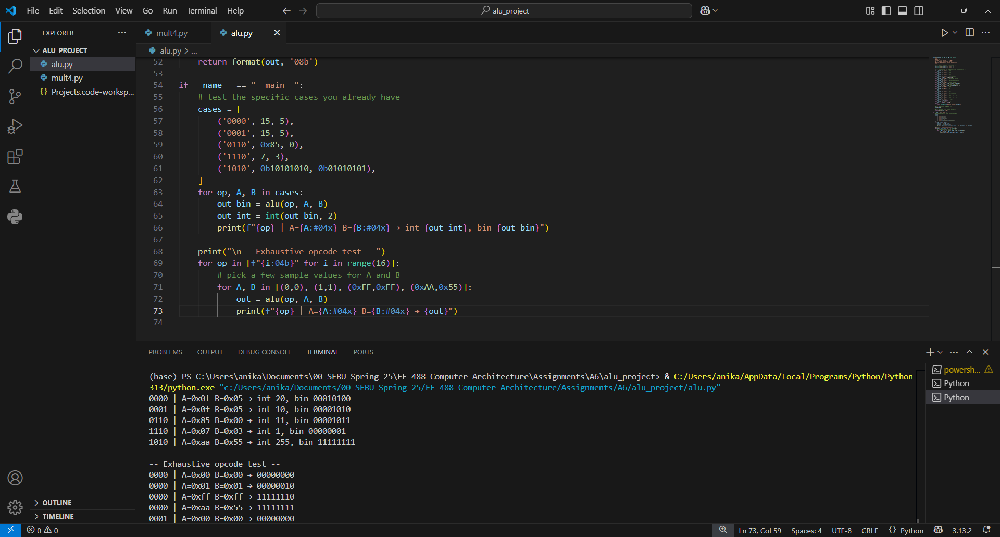 File Edit Selection View Go Run Terminal Help
alu_project
EXPLORER
ALU_PROJECT
alu.py
mult4.py
Projects.code-worksp...
OUTLINE
TIMELINE
mult4.py
alu.py
alu.py > ...
52 return format(out, '08b')
53
54 if __name__ == "__main__":
55 # test the specific cases you already have
56 cases = [
57 ('0000', 15, 5),
58 ('0001', 15, 5),
59 ('0110', 0x85, 0),
60 ('1110', 7, 3),
61 ('1010', 0b10101010, 0b01010101),
62 ]
63 for op, A, B in cases:
64 out_bin = alu(op, A, B)
65 out_int = int(out_bin, 2)
66 print(f"{op} | A={A:#04x} B={B:#04x} → int {out_int}, bin {out_bin}")
67
68 print("\n-- Exhaustive opcode test --")
69 for op in [f"{i:04b}" for i in range(16)]:
70 # pick a few sample values for A and B
71 for A, B in [(0,0), (1,1), (0xFF,0xFF), (0xAA,0x55)]:
72 out = alu(op, A, B)
73 print(f"{op} | A={A:#04x} B={B:#04x} → {out}")
74
PROBLEMS OUTPUT DEBUG CONSOLE TERMINAL PORTS
(base) PS C:\Users\anika\Documents\00 SFBU Spring 25\EE 488 Computer Architecture\Assignments\A6\alu_project> & C:/Users/anika/AppData/Local/Programs/Python/Python
313/python.exe "c:/Users/anika/Documents/00 SFBU Spring 25/EE 488 Computer Architecture/Assignments/A6/alu_project/alu.py"
0000 | A=0x0f B=0x05 → int 20, bin 00010100
0001 | A=0x0f B=0x05 → int 10, bin 00001010
0110 | A=0x85 B=0x00 → int 11, bin 00001011
1110 | A=0x07 B=0x03 → int 1, bin 00000001
1010 | A=0xaa B=0x55 → int 255, bin 11111111
-- Exhaustive opcode test --
0000 | A=0x00 B=0x00 → 00000000
0000 | A=0x01 B=0x01 → 00000010
0000 | A=0xff B=0xff → 11111110
0000 | A=0xaa B=0x55 → 11111111
0001 | A=0x00 B=0x00 → 00000000
powersh...
Python
Python
0 0
Ln 73, Col 59 Spaces: 4 UTF-8 CRLF {} Python 3.13.2